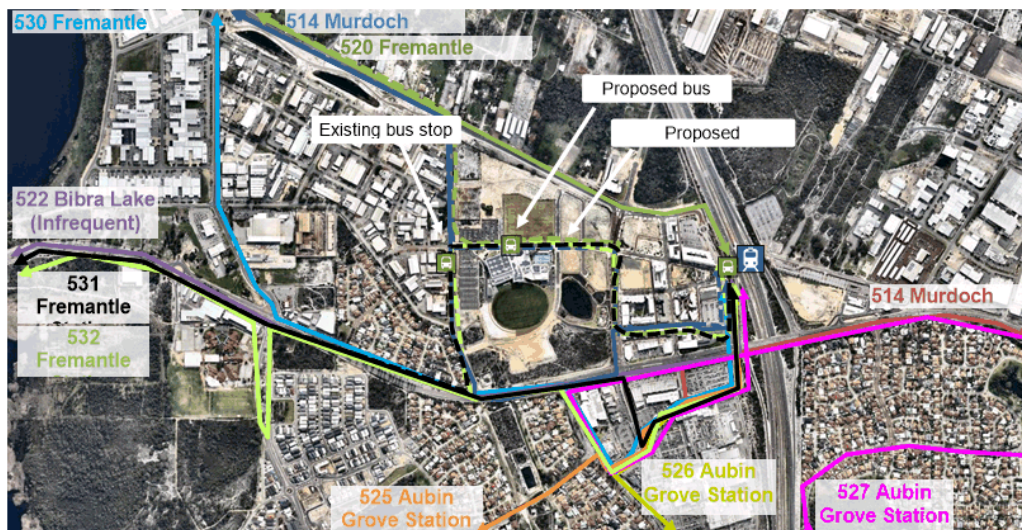 530 Fremantle
514 Murdoch
520 Fremantle
Proposed bus
Existing bus stop
Proposed
522 Bibra Lake
(Infrequent)
531
Fremantle
532
Fremantle
514 Murdoch
525 Aubin
Grove Station
526 Aubin
Grove Station
527 Aubin
Grove Station